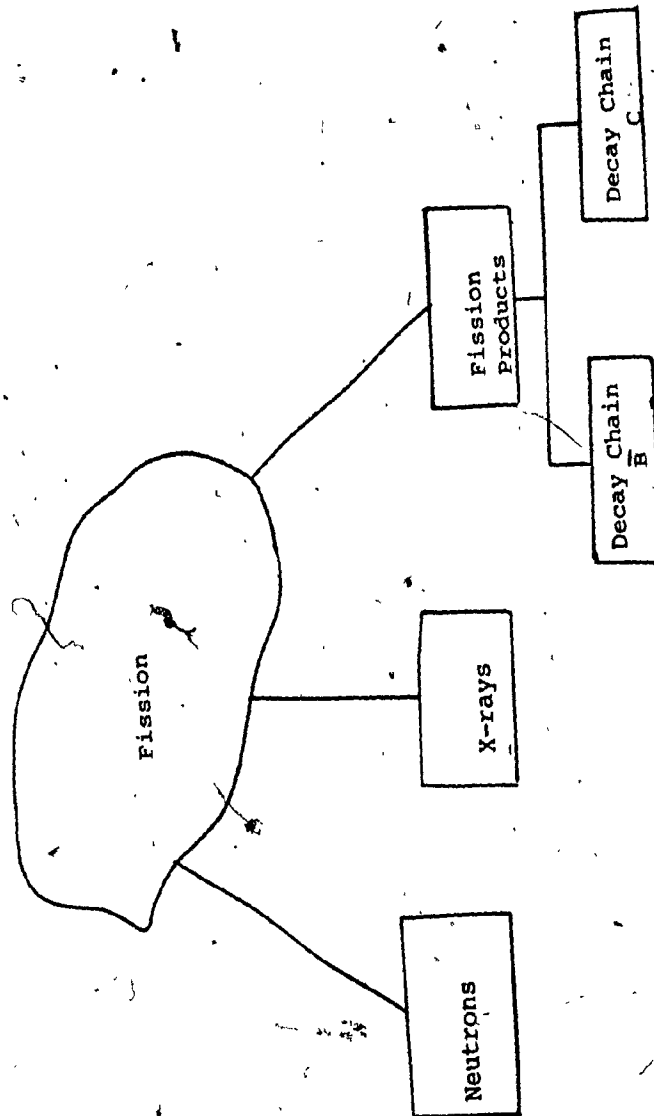 Fission
Neutrons
X-rays
Fission
Products
Decay Chain
B
Decay Chain
C